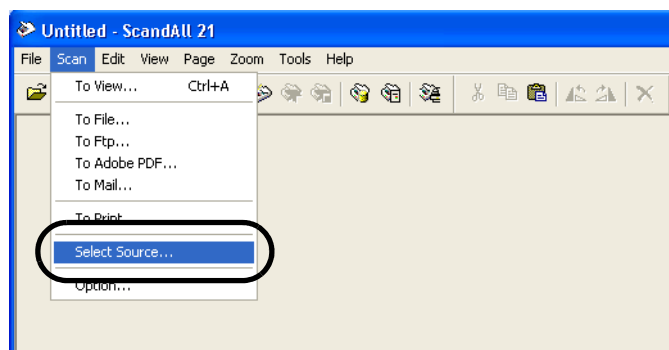 Untitled - ScandAll 21
File Scan Edit View Page Zoom Tools Help
To View... Ctrl+A
To File...
To Ftp...
To Adobe PDF...
To Mail...
To Print
Select Source...
Option...